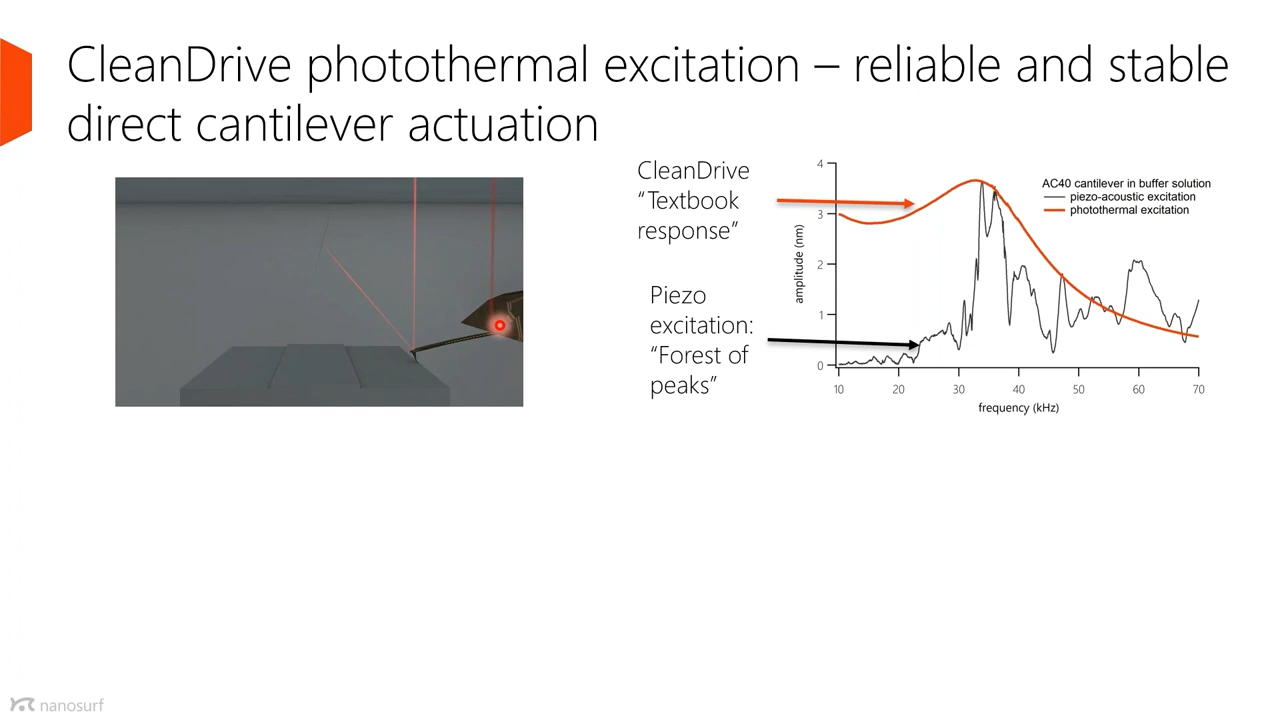 CleanDrive photothermal excitation – reliable and stable
direct cantilever actuation
CleanDrive
“Textbook
response”
Piezo
excitation:
“Forest of
peaks”
AC40 cantilever in buffer solution
piezo-acoustic excitation
photothermal excitation
amplitude (nm)
4
3
2
1
0
10 20 30 40 50 60 70
frequency (kHz)
nanosurf